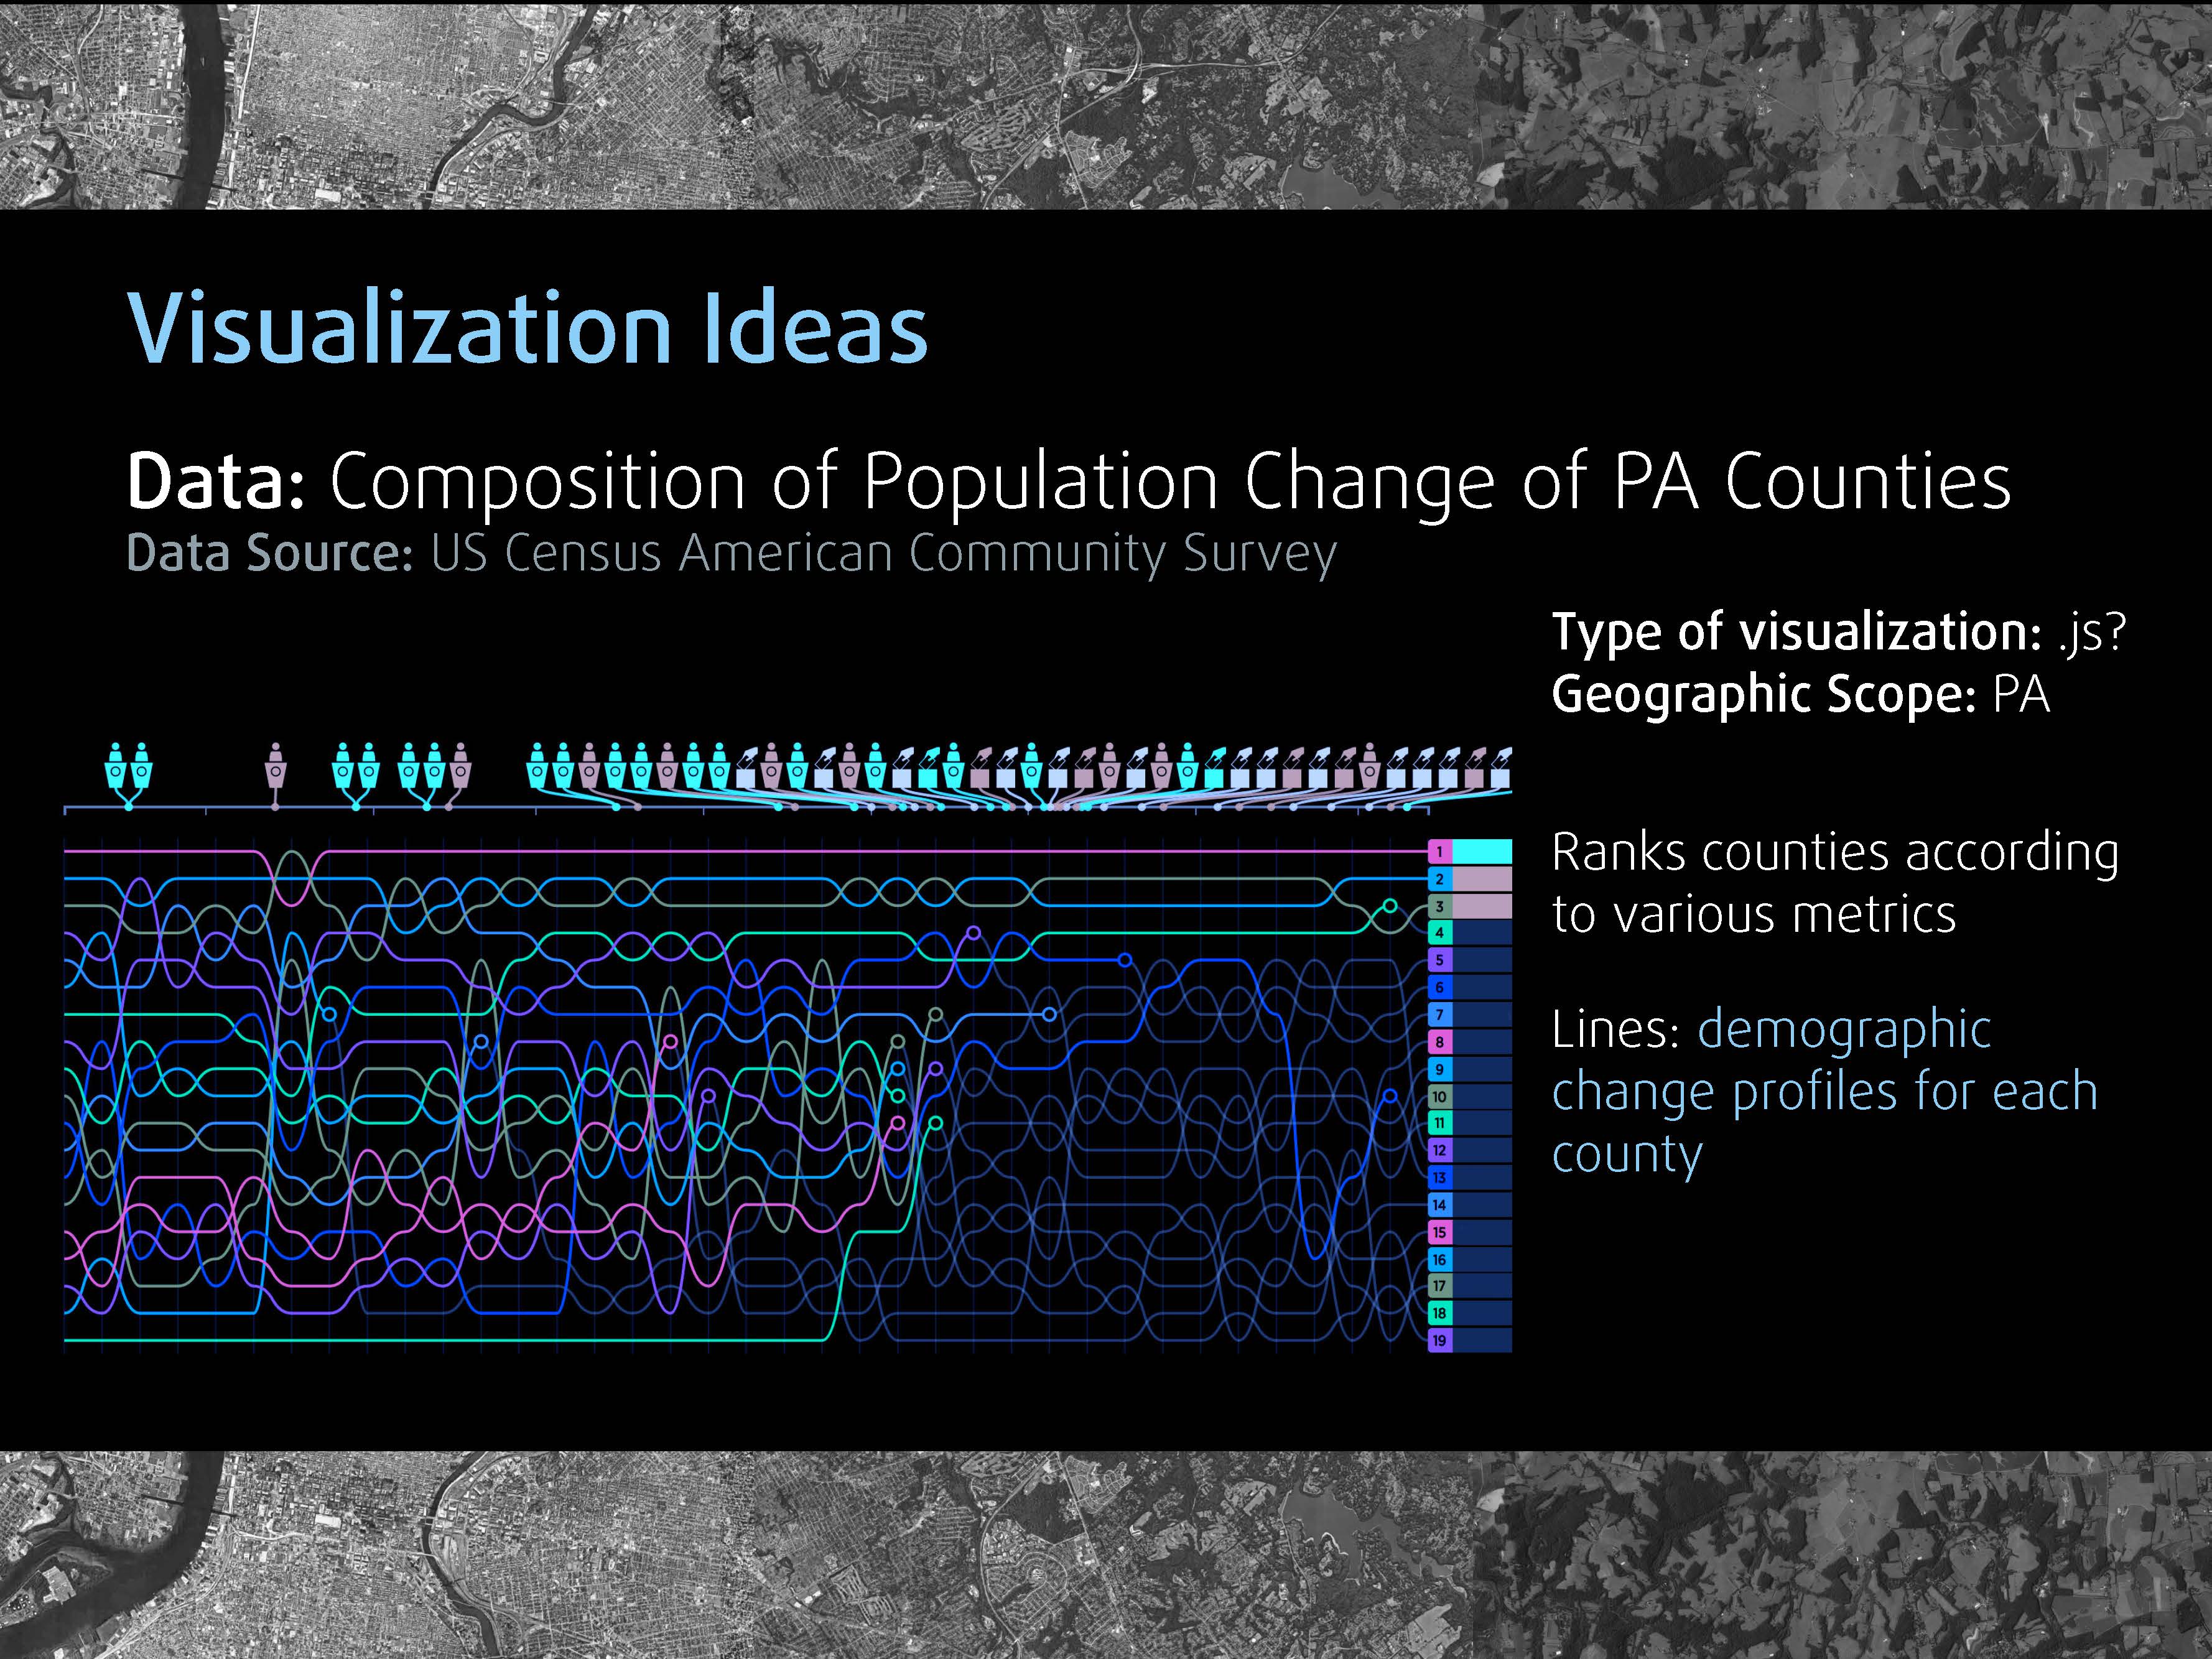 Visualization Ideas
Data: Composition of Population Change of PA Counties
Data Source: US Census American Community Survey
Type of visualization: .js?
Geographic Scope: PA
Ranks counties according
to various metrics
Lines: demographic
change profiles for each
county
1
2
3
4
5
6
7
8
9
10
11
12
13
14
15
16
17
18
19